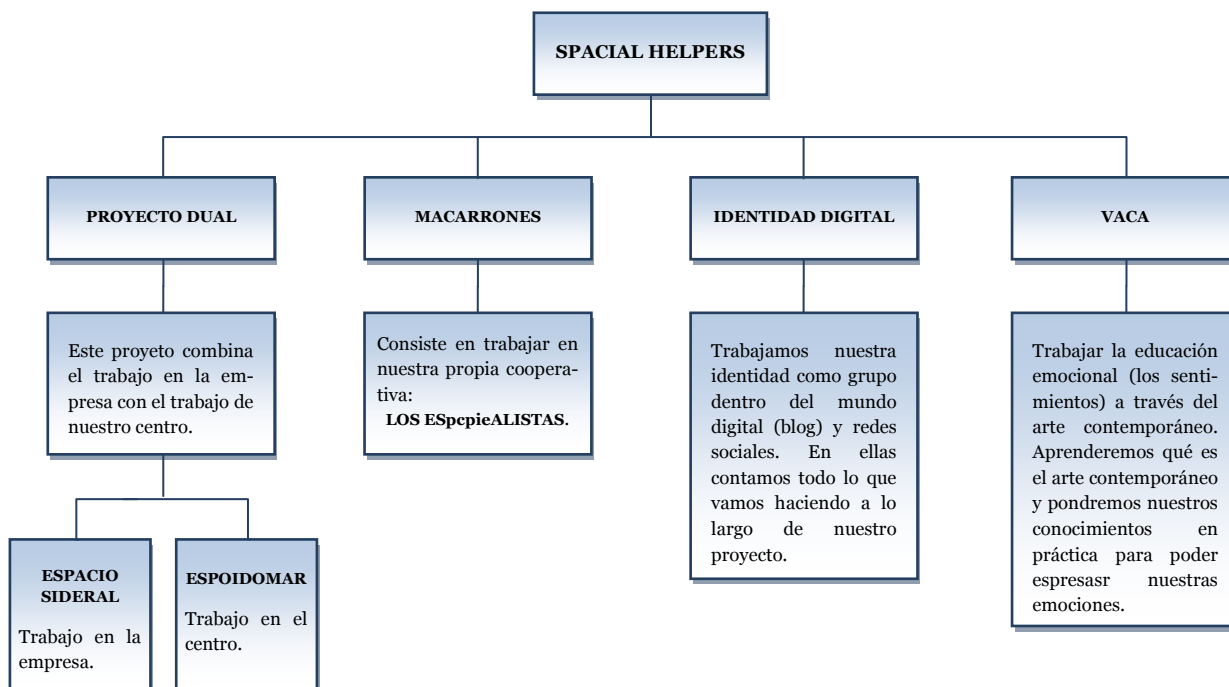 SPACIAL HELPERS
PROYECTO DUAL
MACARRONES
IDENTIDAD DIGITAL
VACA
Este proyeto combina
el trabajo en la em-
presa con el trabajo de
nuestro centro.
Consiste en trabajar en
nuestra propia coopera-
tiva:
LOS ESpcpieALISTAS.
Trabajamos nuestra
identidad como grupo
dentro del mundo
digital (blog) y redes
sociales. En ellas
contamos todo lo que
vamos haciendo a lo
largo de nuestro
proyecto.
Trabajar la educación
emocional (los senti-
mientos) a través del
arte contemporáneo.
Aprenderemos qué es
el arte contemporáneo
y pondremos nuestros
conocimientos en
práctica para poder
espresasr nuestras
emociones.
ESPACIO
SIDERAL
Trabajo en la
empresa.
ESPOIDOMAR
Trabajo en el
centro.